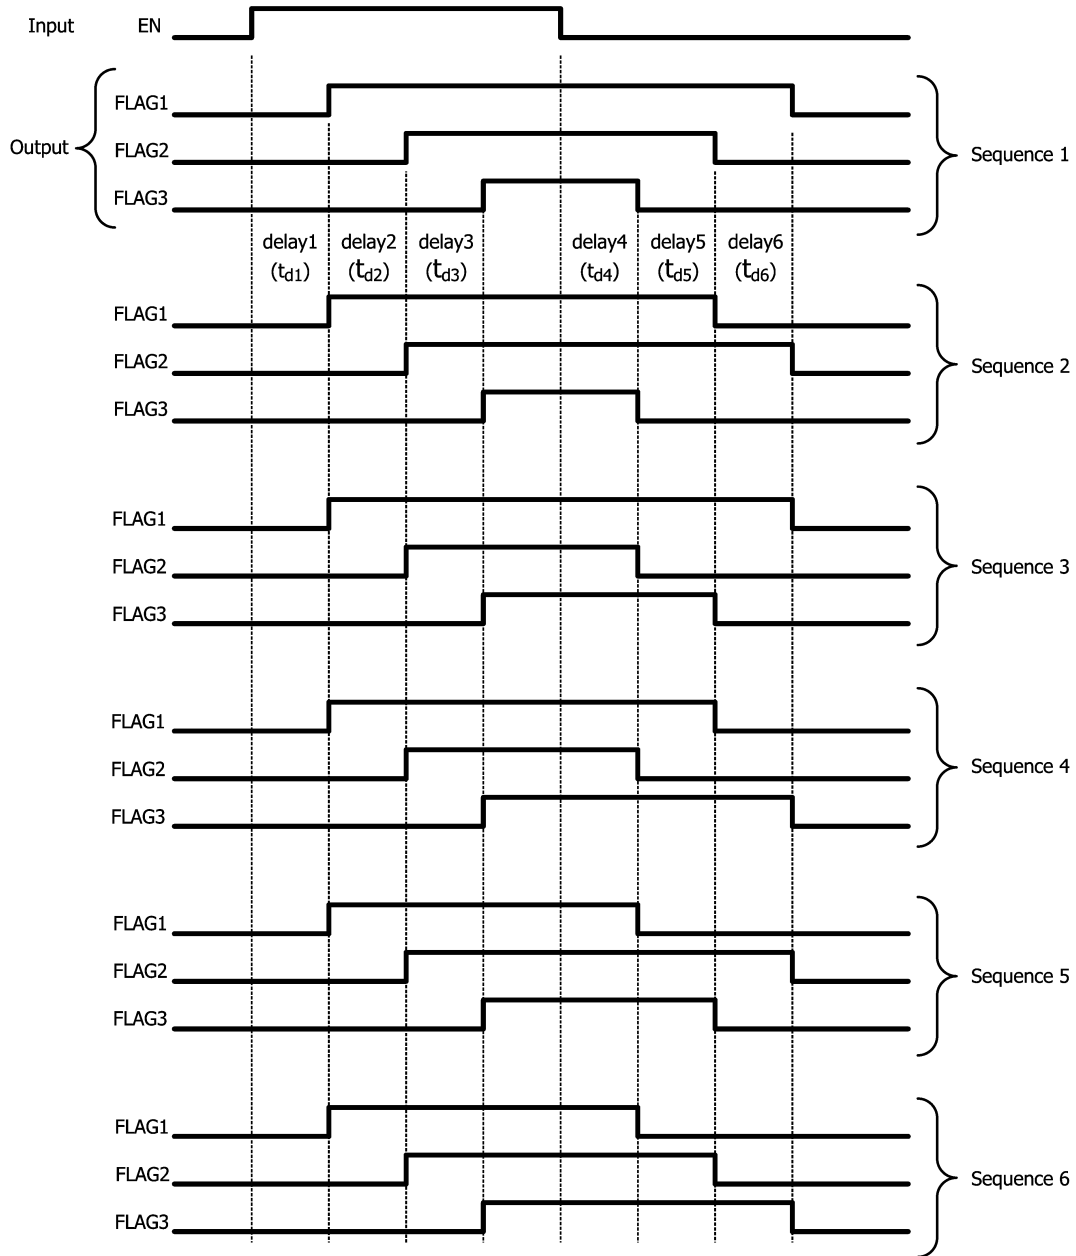 Input EN
FLAG1
Output FLAG2 Sequence 1
FLAG3
delay1 delay2 delay3 delay4 delay5 delay6
(td1) (td2) (td3) (td4) (td5) (td6)
FLAG1
FLAG2 Sequence 2
FLAG3
FLAG1
FLAG2 Sequence 3
FLAG3
FLAG1
FLAG2 Sequence 4
FLAG3
FLAG1
FLAG2 Sequence 5
FLAG3
FLAG1
FLAG2 Sequence 6
FLAG3